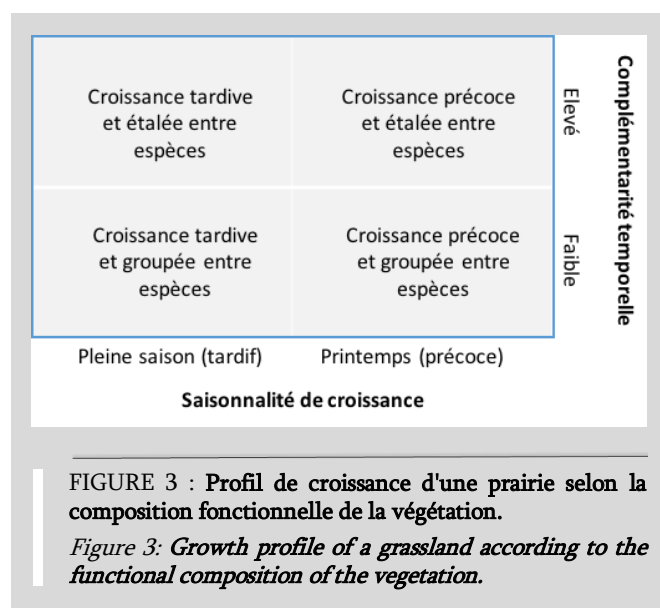 Croissance tardive
et étalée entre
espèces
Croissance précoce
et étalée entre
espèces
Elevé
Croissance tardive
et groupée entre
espèces
Croissance précoce
et groupée entre
espèces
Faible
Complémentarité temporelle
Pleine saison (tardif)
Printemps (précoce)
Saisonnalité de croissance
FIGURE 3 : Profil de croissance d'une prairie selon la
composition fonctionnelle de la végétation.
Figure 3: Growth profile of a grassland according to the
functional composition of the vegetation.